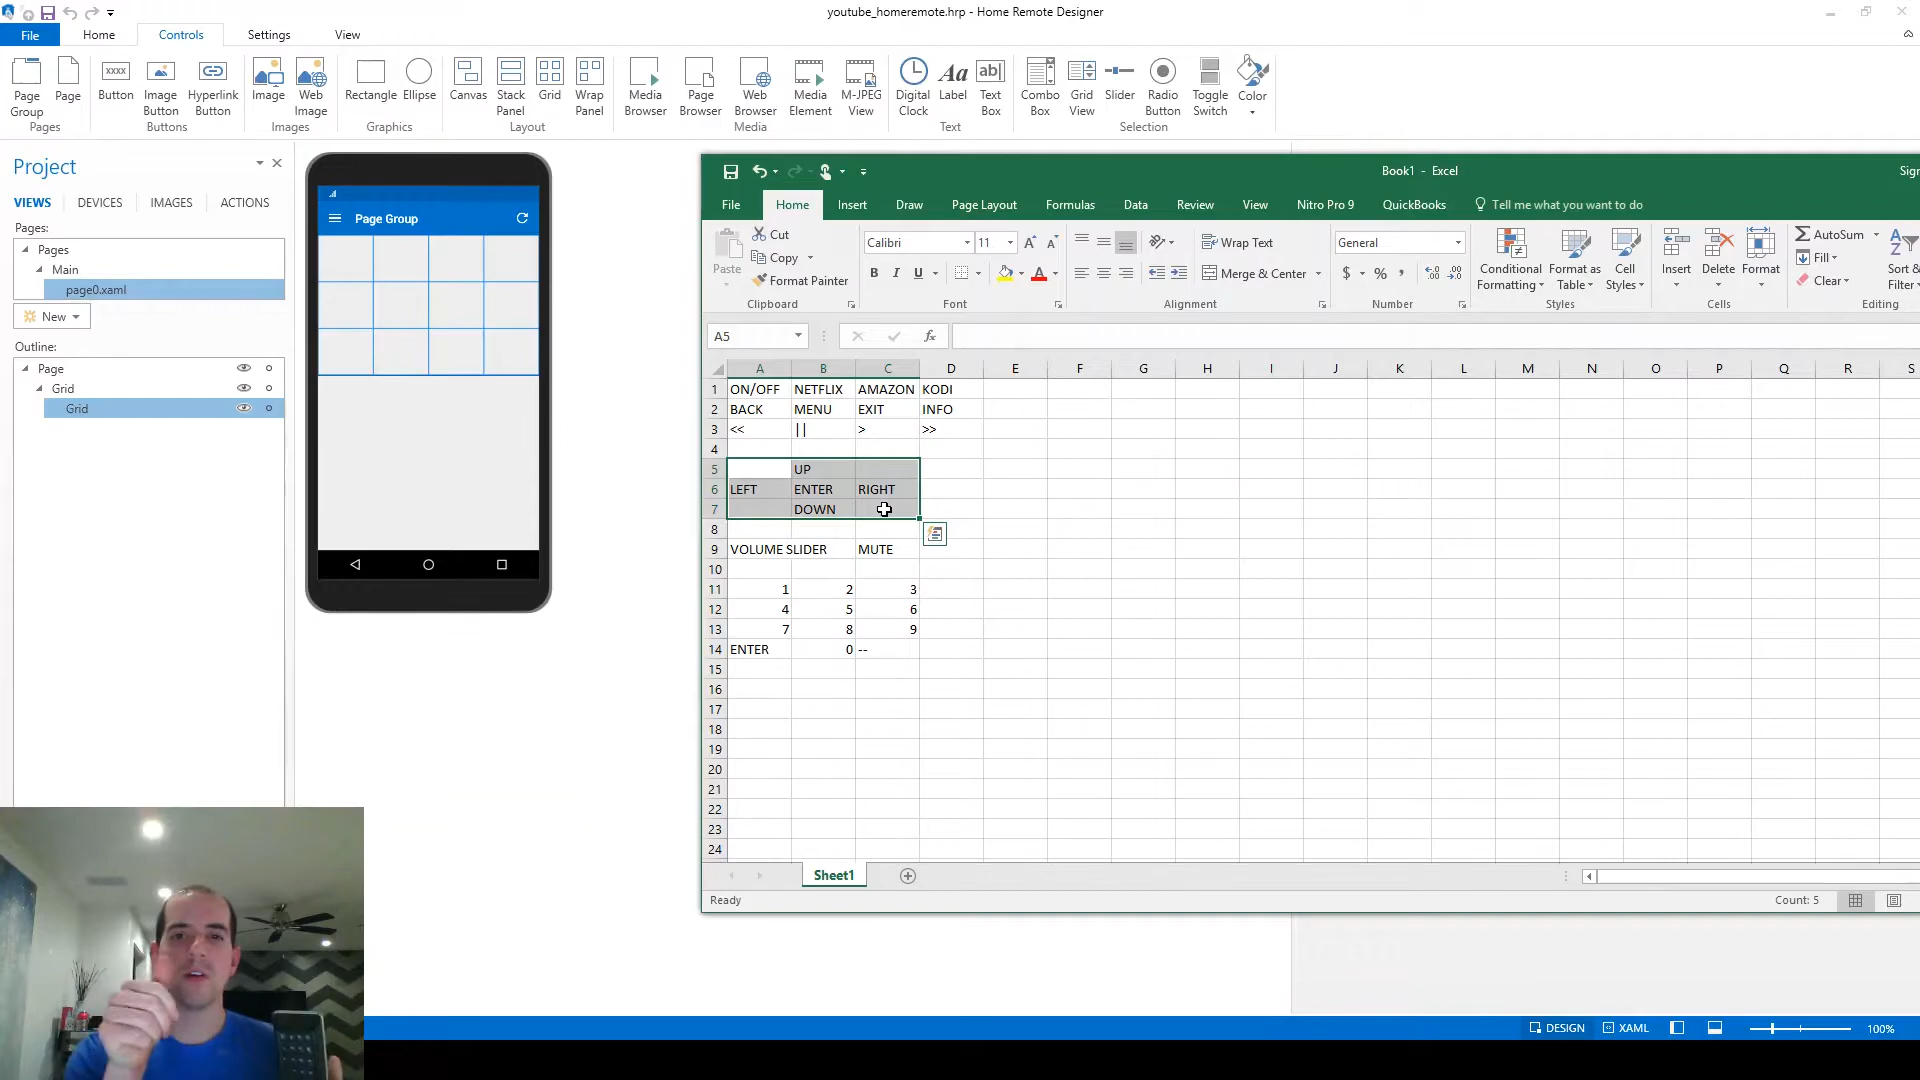 youtube_homeremote.hrp - Home Remote Designer
File Home Controls Settings View
Page Group
Page
Button
Image Button
Hyperlink Button
Image
Web Image
Rectangle
Ellipse
Canvas
Stack Panel
Grid
Wrap Panel
Media Browser
Page Browser
Web Browser
Media Element
M-JPEG View
Digital Clock
Label
Text Box
Combo Box
Grid View
Slider
Radio Button
Toggle Switch
Color
Pages Buttons Images Graphics Layout Media Text Selection
Project
VIEWS DEVICES IMAGES ACTIONS
Pages:
Pages
Main
page0.xaml
New
Outline:
Page
Grid
Grid
Page Group
Book1 - Excel
Sign
File Home Insert Draw Page Layout Formulas Data Review View Nitro Pro 9 QuickBooks Tell me what you want to do
Paste
Cut
Copy
Format Painter
Clipboard
Calibri 11
B I U
Font
Wrap Text
Merge & Center
Alignment
General
$ % ,
Number
Conditional Formatting
Format as Table
Cell Styles
Styles
Insert
Delete
Format
Cells
AutoSum
Fill
Clear
Sort &
Filter
Editing
A5 fx
A B C D E F G H I J K L M N O P Q R S
1 ON/OFF NETFLIX AMAZON KODI
2 BACK MENU EXIT INFO
3 << || > >>
4
5 UP
6 LEFT ENTER RIGHT
7 DOWN
8
9 VOLUME SLIDER MUTE
10
11 1 2 3
12 4 5 6
13 7 8 9
14 ENTER 0 --
15
16
17
18
19
20
21
22
23
24
Sheet1
Ready
Count: 5
DESIGN XAML 100%